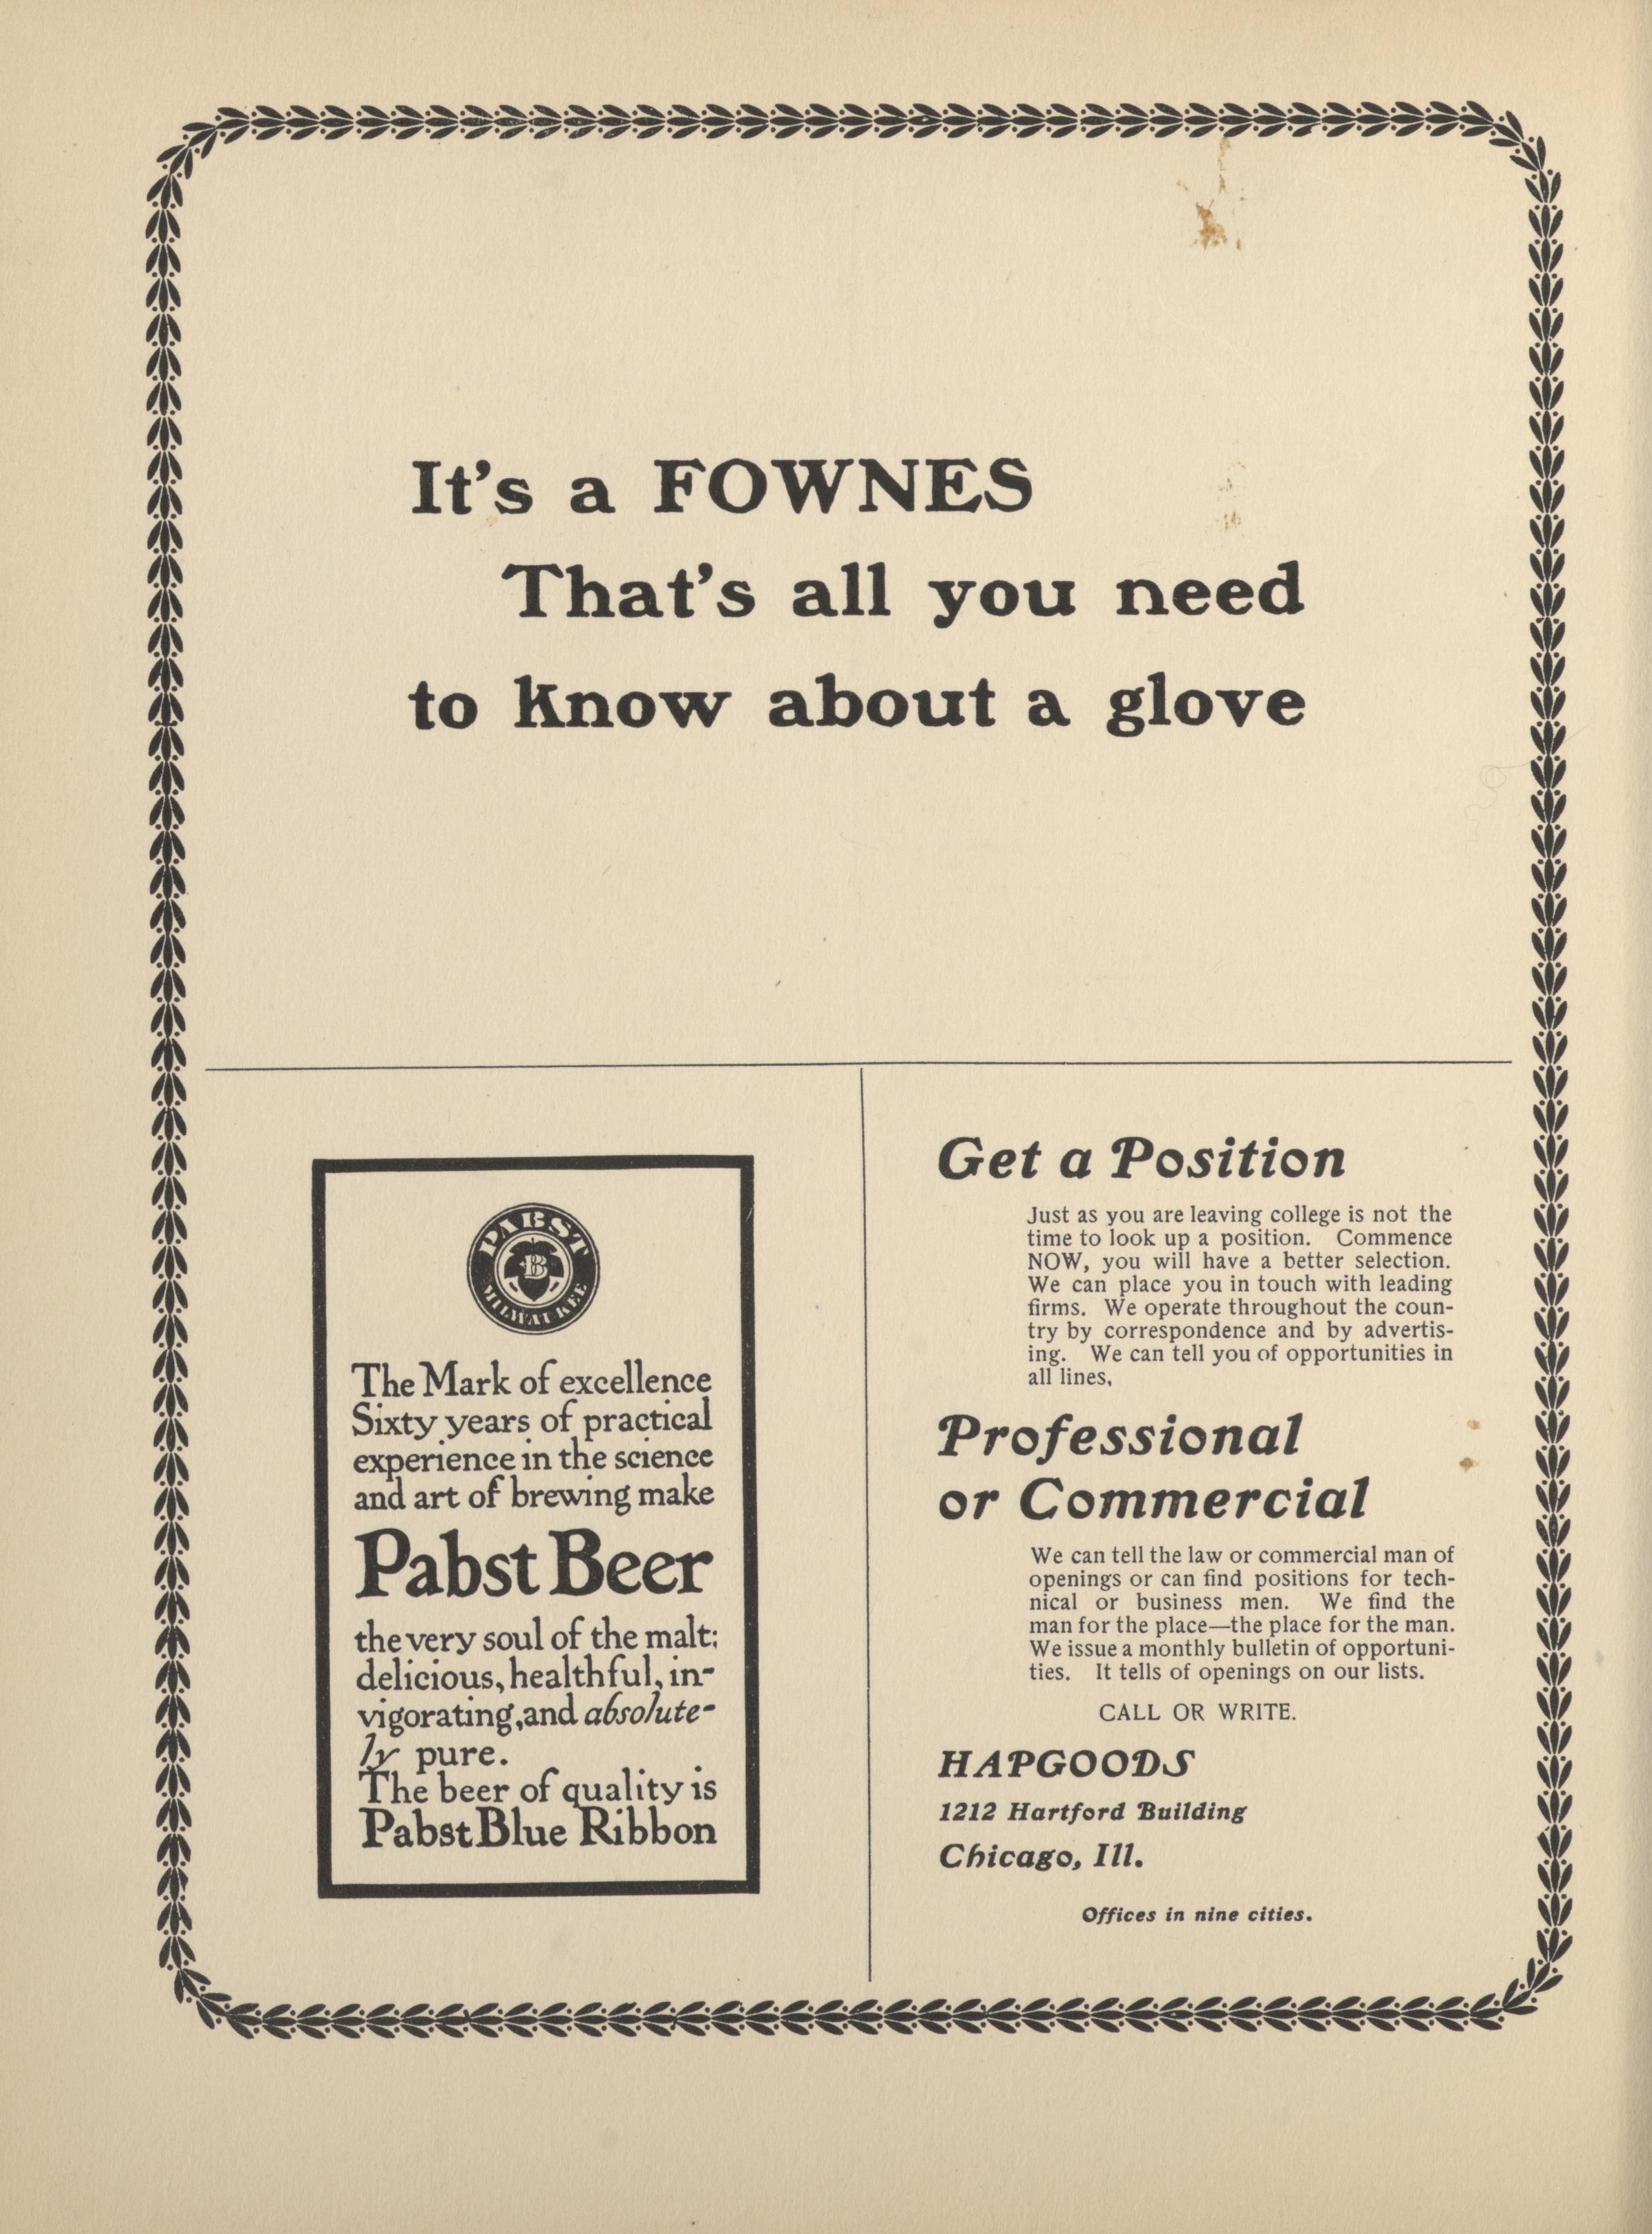 It's a FOWNES
That's all you need
to know about a glove
PABST
B
MILWAUKEE
The Mark of excellence
Sixty years of practical
experience in the science
and art of brewing make
Pabst Beer
the very soul of the malt:
delicious, healthful, in-
vigorating, and absolute-
ly pure.
The beer of quality is
Pabst Blue Ribbon
Get a Position
Just as you are leaving college is not the
time to look up a position. Commence
NOW, you will have a better selection.
We can place you in touch with leading
firms. We operate throughout the coun-
try by correspondence and by advertis-
ing. We can tell you of opportunities in
all lines,
Professional
or Commercial
We can tell the law or commercial man of
openings or can find positions for tech-
nical or business men. We find the
man for the place—the place for the man.
We issue a monthly bulletin of opportuni-
ties. It tells of openings on our lists.
CALL OR WRITE.
HAPGOODS
1212 Hartford Building
Chicago, Ill.
Offices in nine cities.